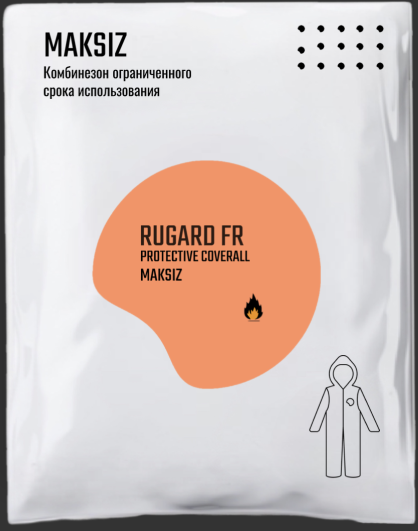 MAKSIZ
Комбинезон ограниченного
срока использования
RUGARD FR
PROTECTIVE COVERALL
MAKSIZ